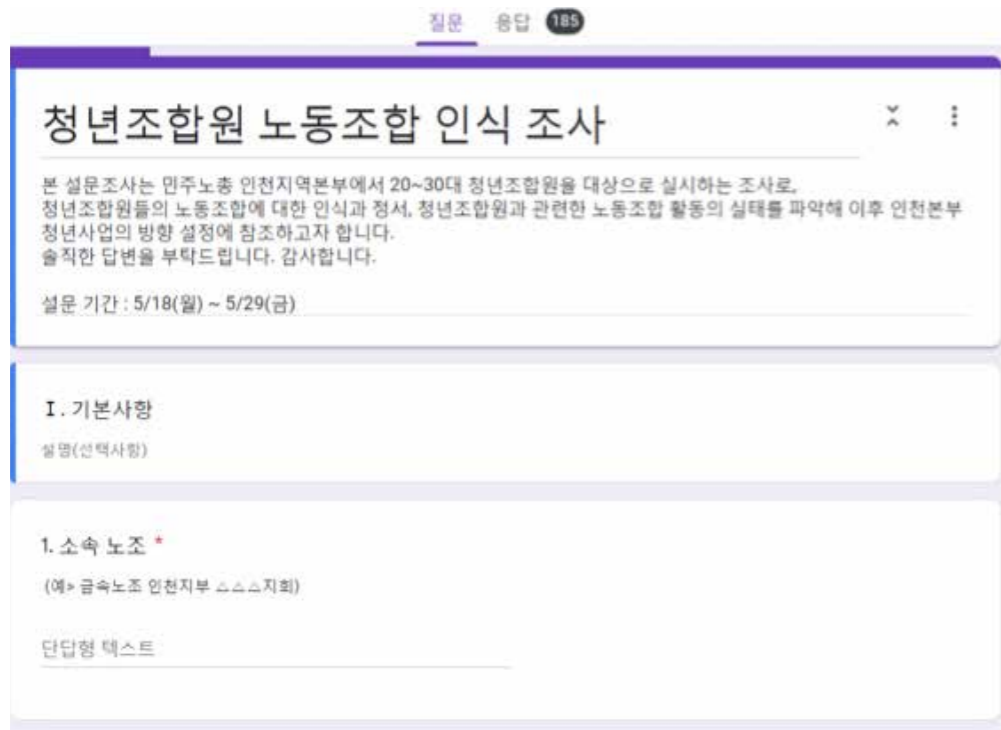 질문 응답 185
청년조합원 노동조합 인식 조사
본 설문조사는 민주노총 인천지역본부에서 20~30대 청년조합원을 대상으로 실시하는 조사로,
청년조합원들의 노동조합에 대한 인식과 정서, 청년조합원과 관련한 노동조합 활동의 실태를 파악해 이후 인천본부
청년사업의 방향 설정에 참조하고자 합니다.
솔직한 답변을 부탁드립니다. 감사합니다.
설문 기간 : 5/18(월) ~ 5/29(금)
Ⅰ. 기본사항
설명(선택사항)
1. 소속 노조 *
(예> 금속노조 인천지부 △△△지회)
단답형 텍스트